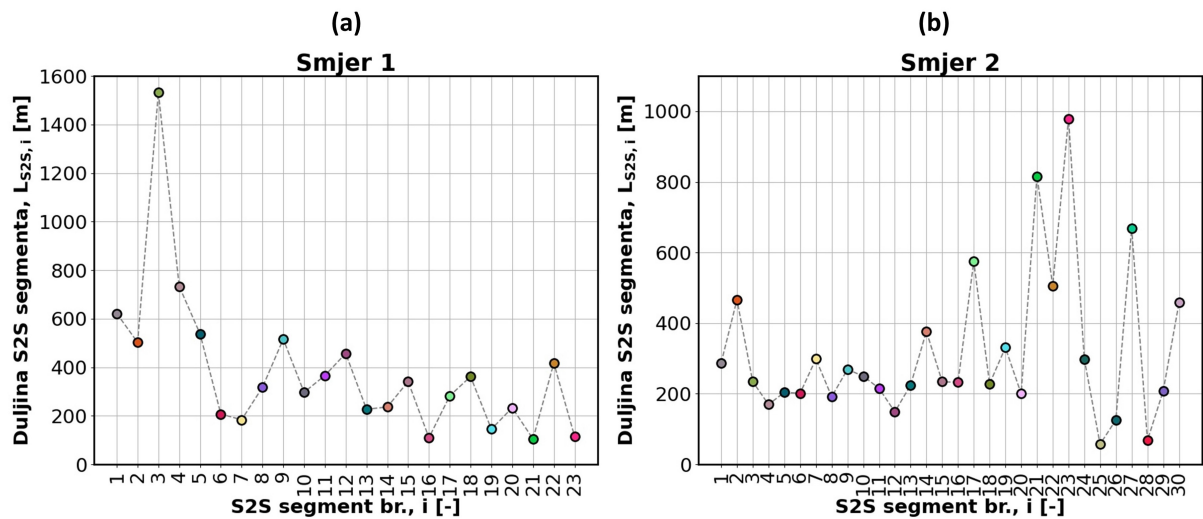 (a)
Smjer 1
Duljina S2S segmenta, L_S2S, i [m]
1600
1400
1200
1000
800
600
400
200
0
1 2 3 4 5 6 7 8 9 10 11 12 13 14 15 16 17 18 19 20 21 22 23
S2S segment br., i [-]
(b)
Smjer 2
Duljina S2S segmenta, L_S2S, i [m]
1000
800
600
400
200
0
1 2 3 4 5 6 7 8 9 10 11 12 13 14 15 16 17 18 19 20 21 22 23 24 25 26 27 28 29 30
S2S segment br., i [-]